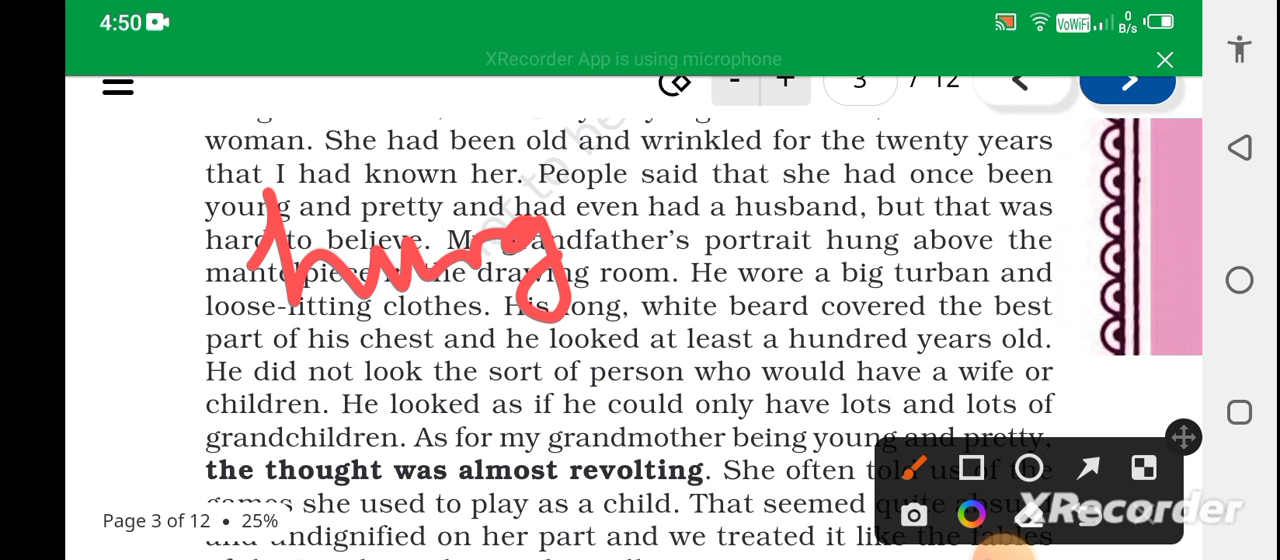 4:50
VoWiFi
0
B/s
XRecorder App is using microphone
- + 3 / 12
woman. She had been old and wrinkled for the twenty years
that I had known her. People said that she had once been
young and pretty and had even had a husband, but that was
hard to believe. My grandfather's portrait hung above the
mantelpiece in the drawing room. He wore a big turban and
loose-fitting clothes. His long, white beard covered the best
part of his chest and he looked at least a hundred years old.
He did not look the sort of person who would have a wife or
children. He looked as if he could only have lots and lots of
grandchildren. As for my grandmother being young and pretty,
the thought was almost revolting. She often told us of the
games she used to play as a child. That seemed quite absurd
and undignified on her part and we treated it like the fables
hung
Page 3 of 12 • 25%
XRecorder